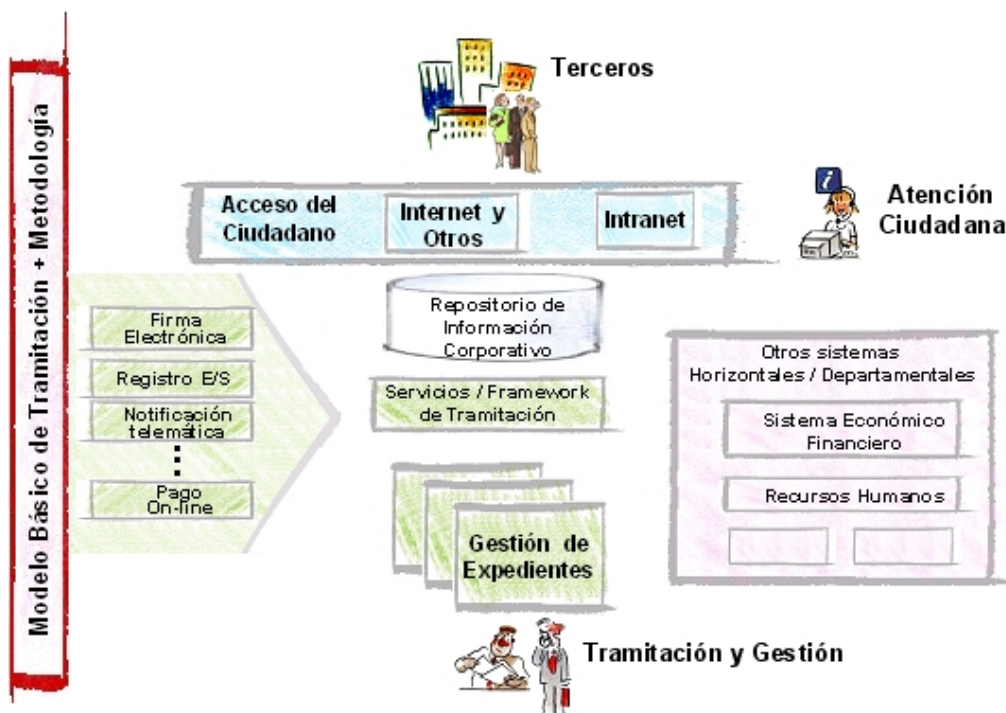 Modelo Básico de Tramitación + Metodología
Terceros
Acceso del
Ciudadano
Internet y
Otros
Intranet
i
Atención
Ciudadana
Firma
Electrónica
Registro E/S
Notificación
telemática
Pago
On-line
Repositorio de
Información
Corporativo
Servicios / Framework
de Tramitación
Gestión de
Expedientes
Otros sistemas
Horizontales / Departamentales
Sistema Económico
Financiero
Recursos Humanos
Tramitación y Gestión